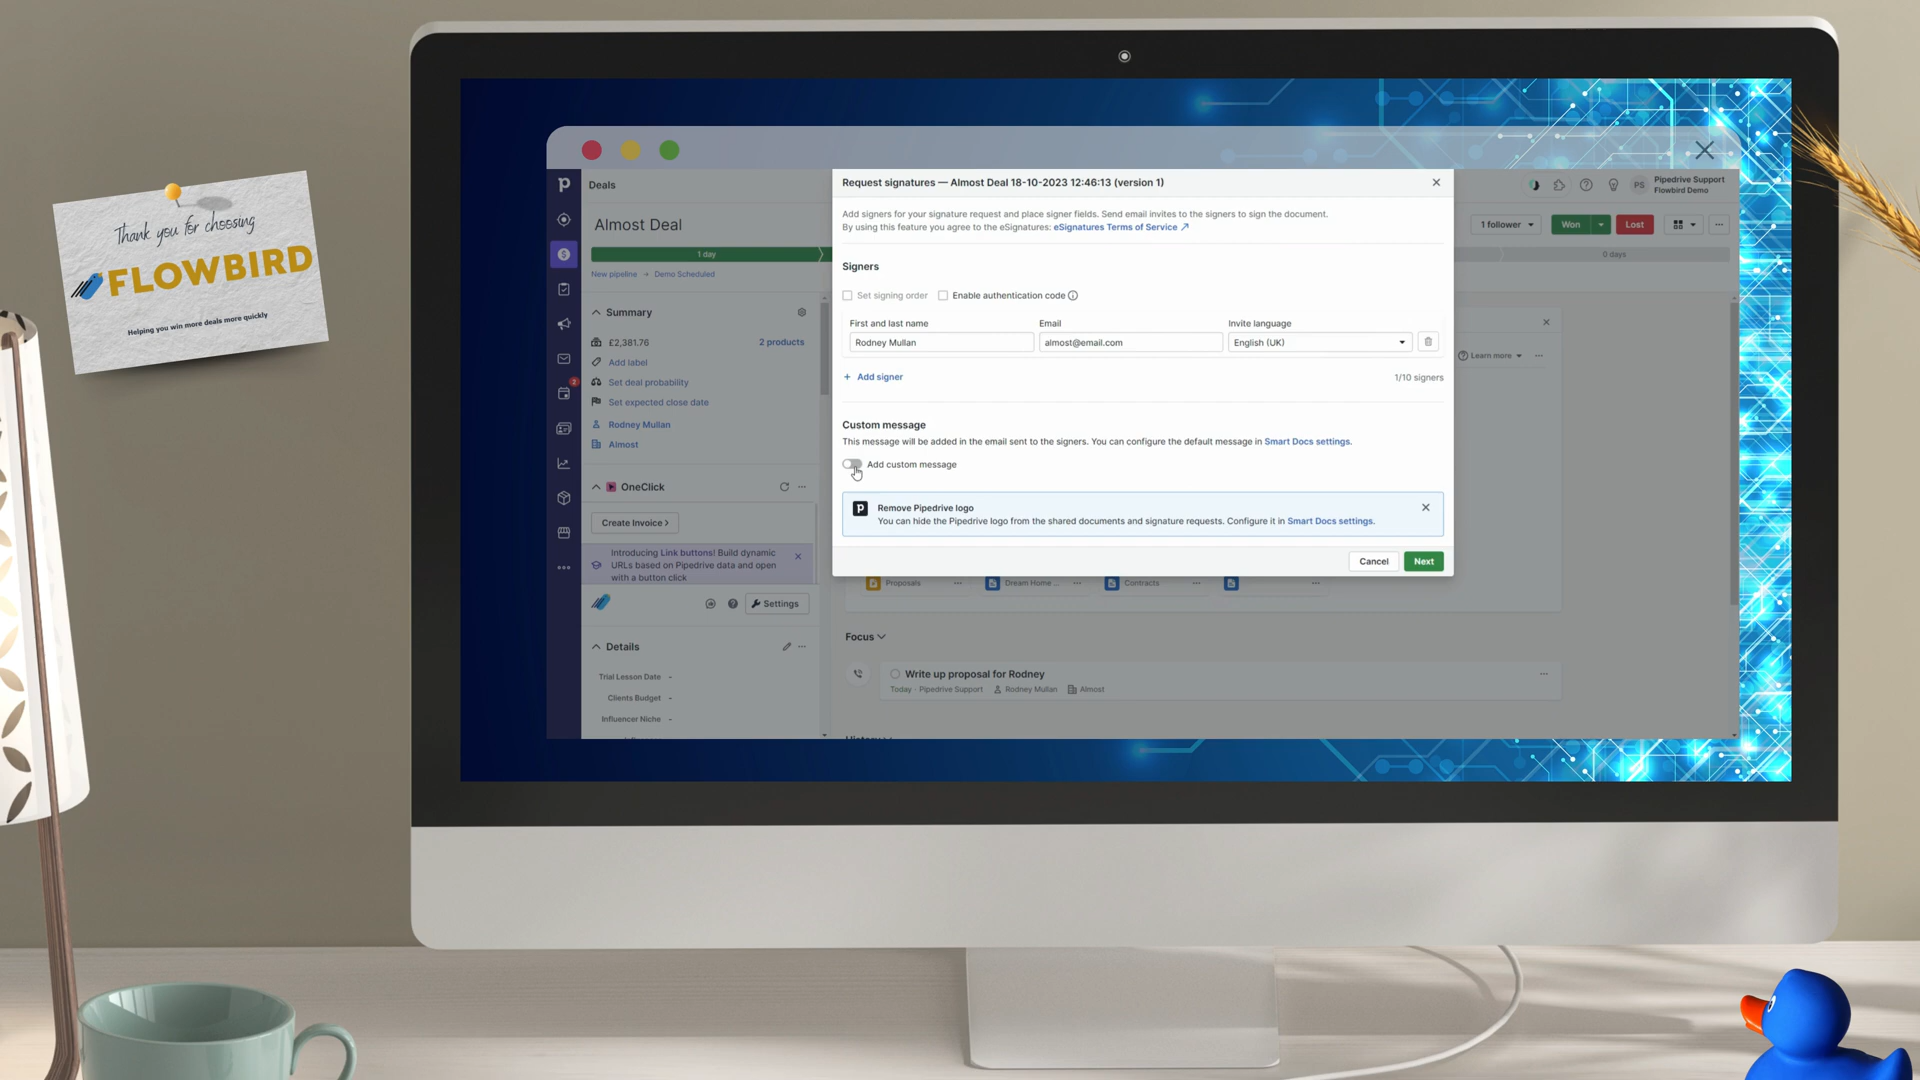 Thank you for choosing
FLOWBIRD
Helping you win more deals more quickly
Deals
Pipedrive Support
Flowbird Demo
PS
Almost Deal
1 follower
Won
Lost
1 day
0 days
New pipeline → Demo Scheduled
Summary
£2,381.76
2 products
Add label
Set deal probability
Set expected close date
Rodney Mullan
Almost
2
OneClick
Create Invoice >
Introducing Link buttons! Build dynamic
URLs based on Pipedrive data and open
with a button click
Settings
Details
Trial Lesson Date -
Clients Budget -
Influencer Niche -
Request signatures — Almost Deal 18-10-2023 12:46:13 (version 1)
Add signers for your signature request and place signer fields. Send email invites to the signers to sign the document.
By using this feature you agree to the eSignatures: eSignatures Terms of Service
Signers
Set signing order
Enable authentication code
First and last name
Email
Invite language
Rodney Mullan
almost@email.com
English (UK)
+ Add signer
1/10 signers
Custom message
This message will be added in the email sent to the signers. You can configure the default message in Smart Docs settings.
Add custom message
Remove Pipedrive logo
You can hide the Pipedrive logo from the shared documents and signature requests. Configure it in Smart Docs settings.
Cancel
Next
Learn more
Proposals
Dream Home ...
Contracts
Focus
Write up proposal for Rodney
Today · Pipedrive Support
Rodney Mullan
Almost